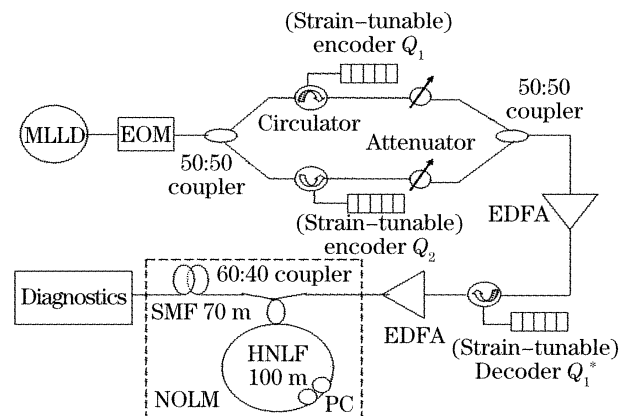 (Strain-tunable)
encoder Q1
50:50
coupler
MLLD
EOM
Circulator
Attenuator
50:50
coupler
(Strain-tunable)
encoder Q2
EDFA
60:40 coupler
Diagnostics
SMF 70 m
EDFA
(Strain-tunable)
Decoder Q1*
HNLF
100 m
NOLM
PC